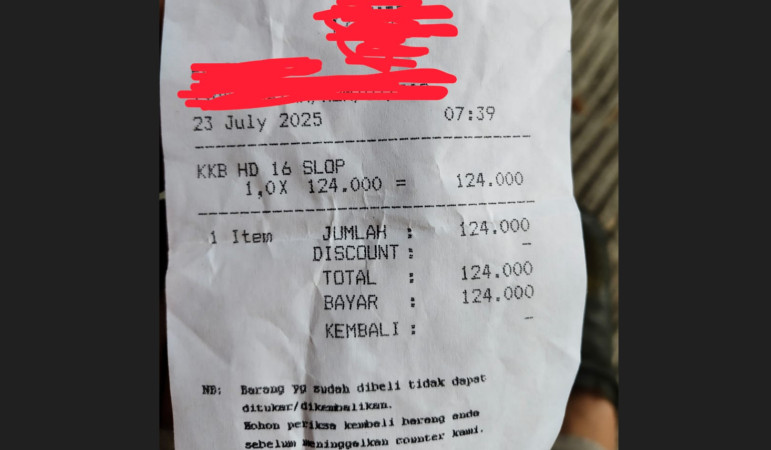 23 July 2025 07:39
KKB HD 16 SLOP
1,0X 124.000 = 124.000
1 Item JUMLAH : 124.000
DISCOUNT : -
TOTAL : 124.000
BAYAR : 124.000
KEMBALI : -
NB: Barang yg sudah dibeli tidak dapat
ditukar/dikembalikan.
Mohon periksa kembali barang anda
sebelum meninggalkan counter kami.